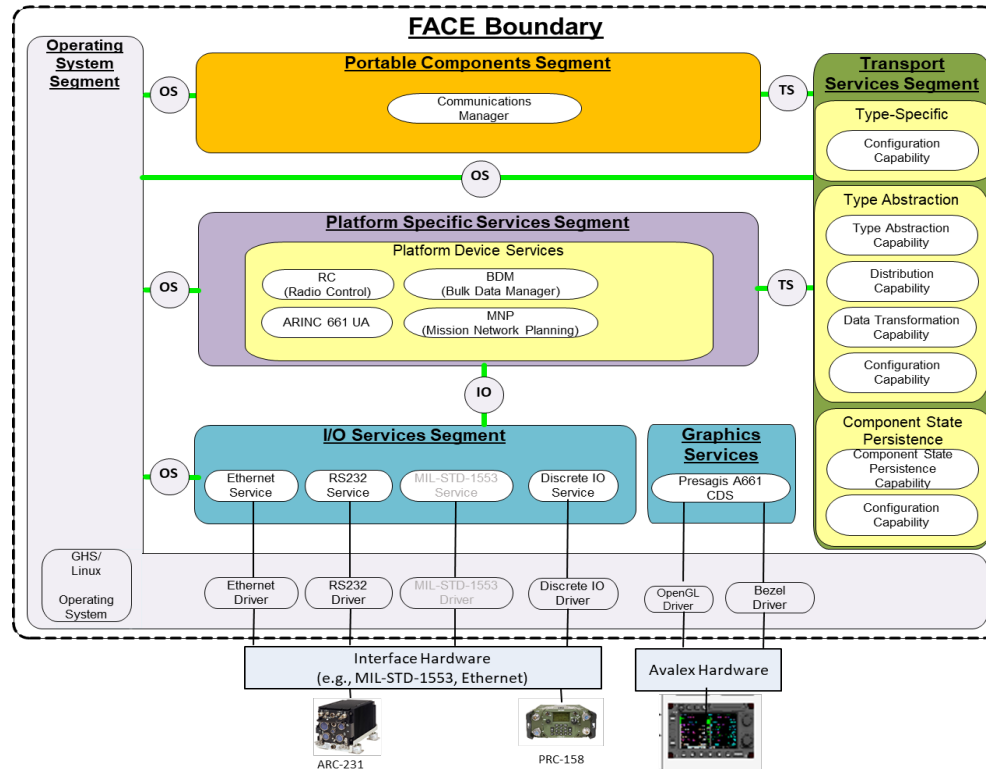 FACE Boundary
Operating
System
Segment
Portable Components Segment
Communications
Manager
OS
TS
Transport
Services Segment
Type-Specific
Configuration
Capability
OS
Type Abstraction
Type Abstraction
Capability
Distribution
Capability
Data Transformation
Capability
Configuration
Capability
Platform Specific Services Segment
Platform Device Services
RC
(Radio Control)
BDM
(Bulk Data Manager)
ARINC 661 UA
MNP
(Mission Network Planning)
OS
TS
IO
I/O Services Segment
OS
Ethernet
Service
RS232
Service
MIL-STD-1553
Service
Discrete IO
Service
Graphics
Services
Presagis A661
CDS
Component State
Persistence
Component State
Persistence
Capability
Configuration
Capability
GHS/
Linux
Operating
System
Ethernet
Driver
RS232
Driver
MIL-STD-1553
Driver
Discrete IO
Driver
OpenGL
Driver
Bezel
Driver
Interface Hardware
(e.g., MIL-STD-1553, Ethernet)
Avalex Hardware
ARC-231
PRC-158